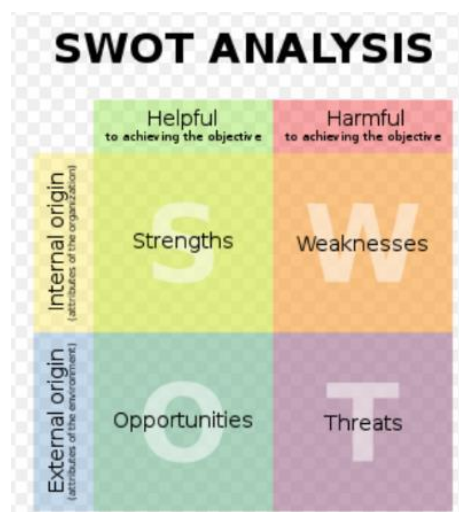 SWOT ANALYSIS
Helpful
to achieving the objective
Harmful
to achieving the objective
Internal origin
(attributes of the organization)
S
Strengths
W
Weaknesses
External origin
(attributes of the environment)
O
Opportunities
T
Threats